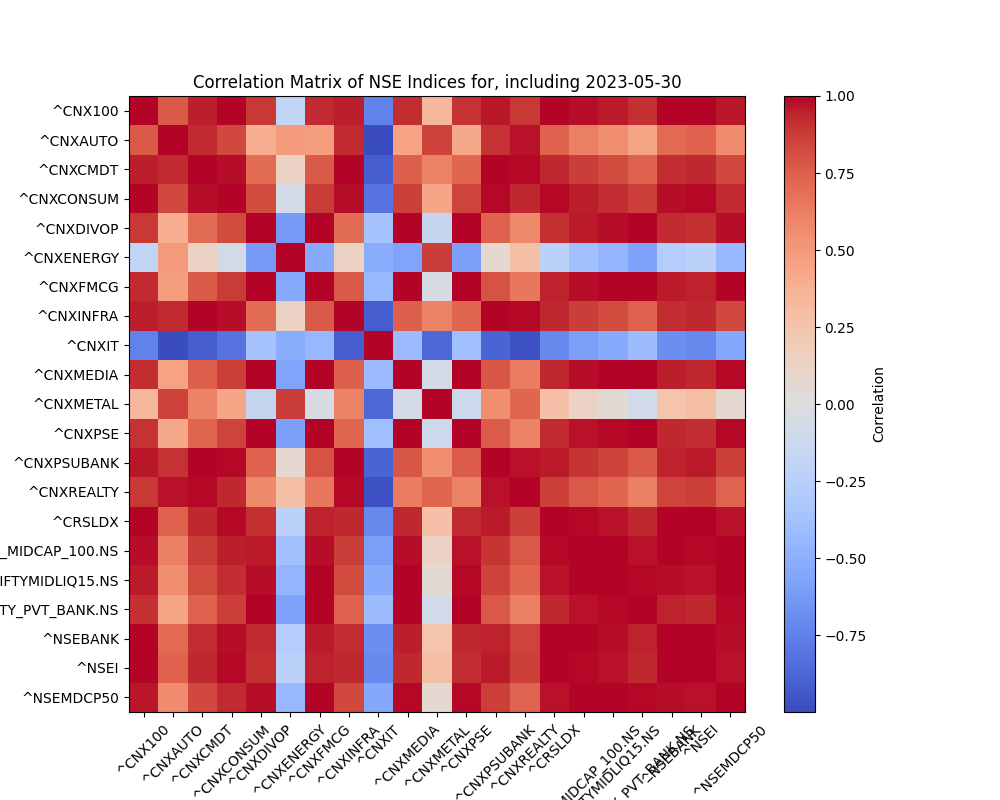 Correlation Matrix of NSE Indices for, including 2023-05-30
^CNX100
^CNXAUTO
^CNXCMDT
^CNXCONSUM
^CNXDIVOP
^CNXENERGY
^CNXFMCG
^CNXINFRA
^CNXIT
^CNXMEDIA
^CNXMETAL
^CNXPSE
^CNXPSUBANK
^CNXREALTY
^CRSLDX
_MIDCAP_100.NS
IFTYMIDLIQ15.NS
TY_PVT_BANK.NS
^NSEBANK
^NSEI
^NSEMDCP50
^CNX100
^CNXAUTO
^CNXCMDT
^CNXCONSUM
^CNXDIVOP
^CNXENERGY
^CNXFMCG
^CNXINFRA
^CNXIT
^CNXMEDIA
^CNXMETAL
^CNXPSE
^CNXPSUBANK
^CNXREALTY
^CRSLDX
MIDCAP_100.NS
TYMIDLIQ15.NS
PVT_BANK.NS
^NSEBANK
^NSEI
^NSEMDCP50
1.00
0.75
0.50
0.25
0.00
−0.25
−0.50
−0.75
Correlation